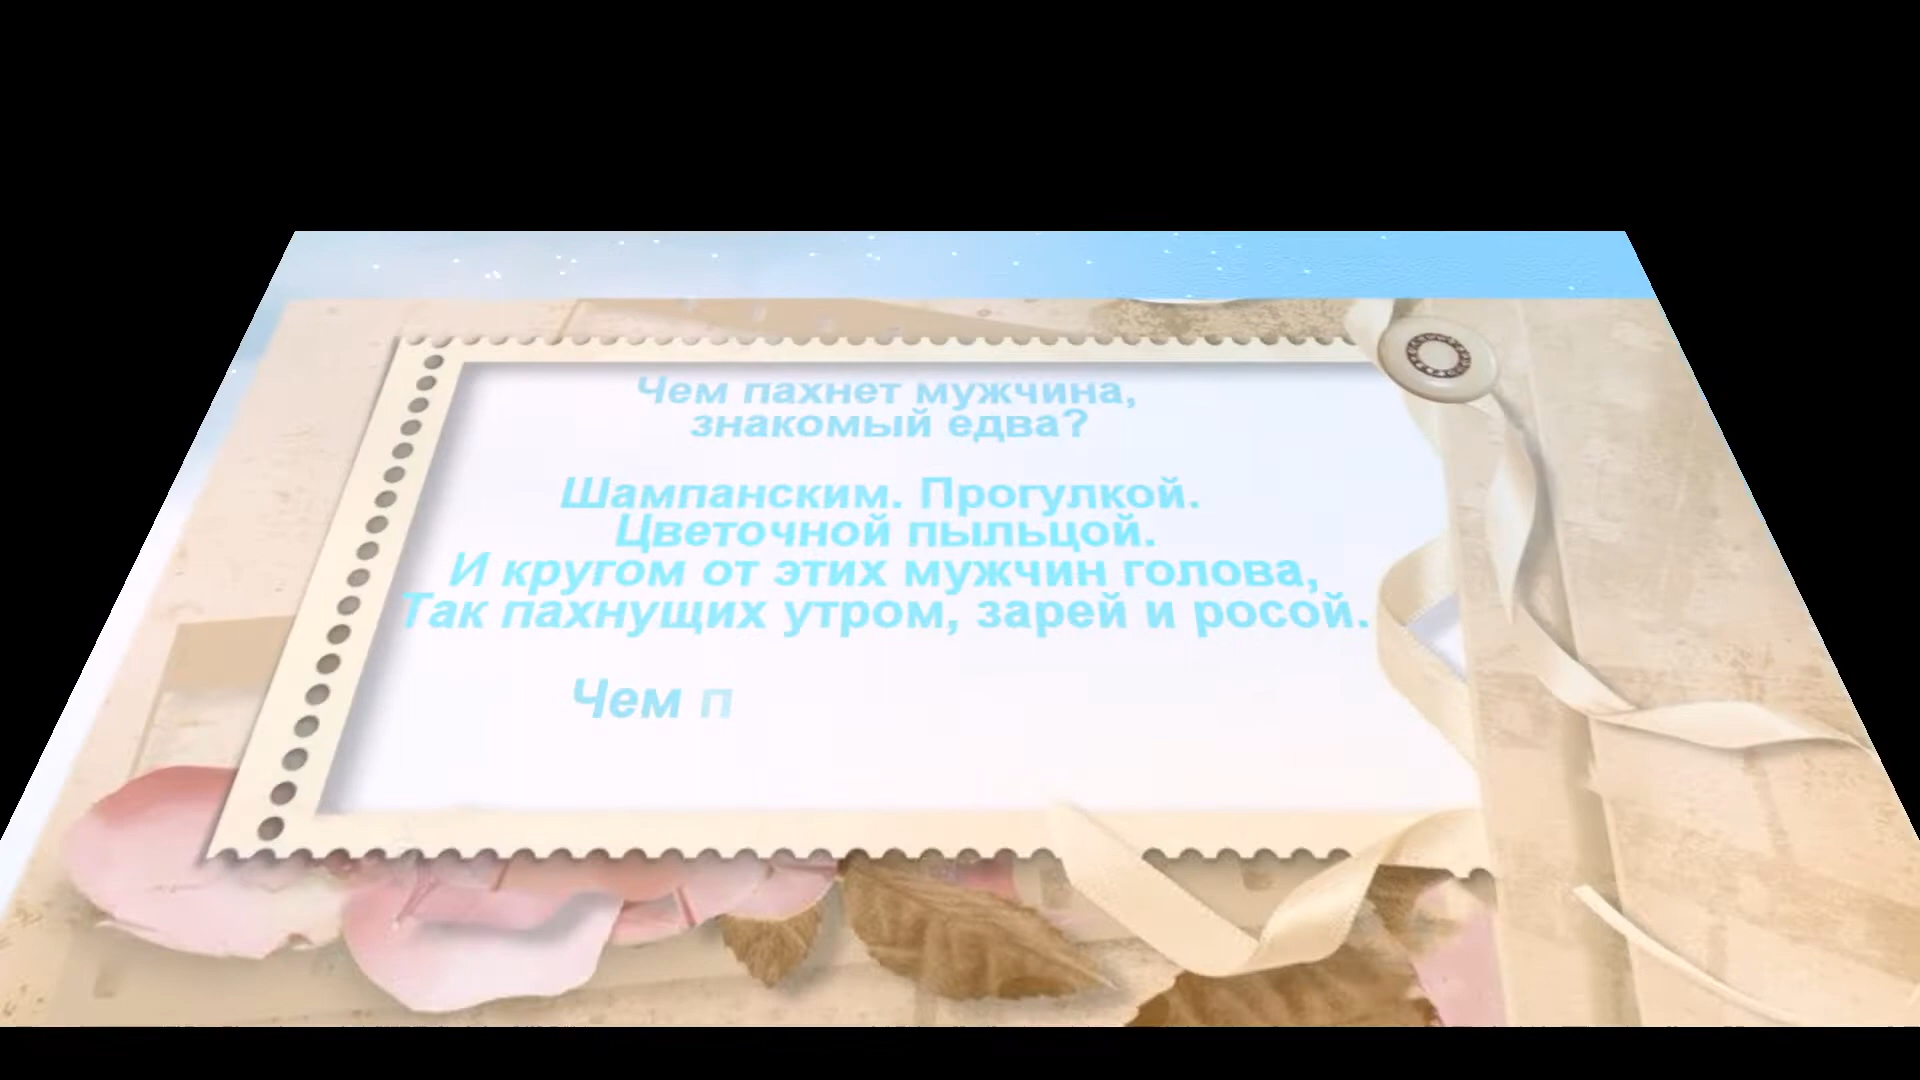 Чем пахнет мужчина,
знакомый едва?
Шампанским. Прогулкой.
Цветочной пыльцой.
И кругом от этих мужчин голова,
Так пахнущих утром, зарей и росой.
Чем п